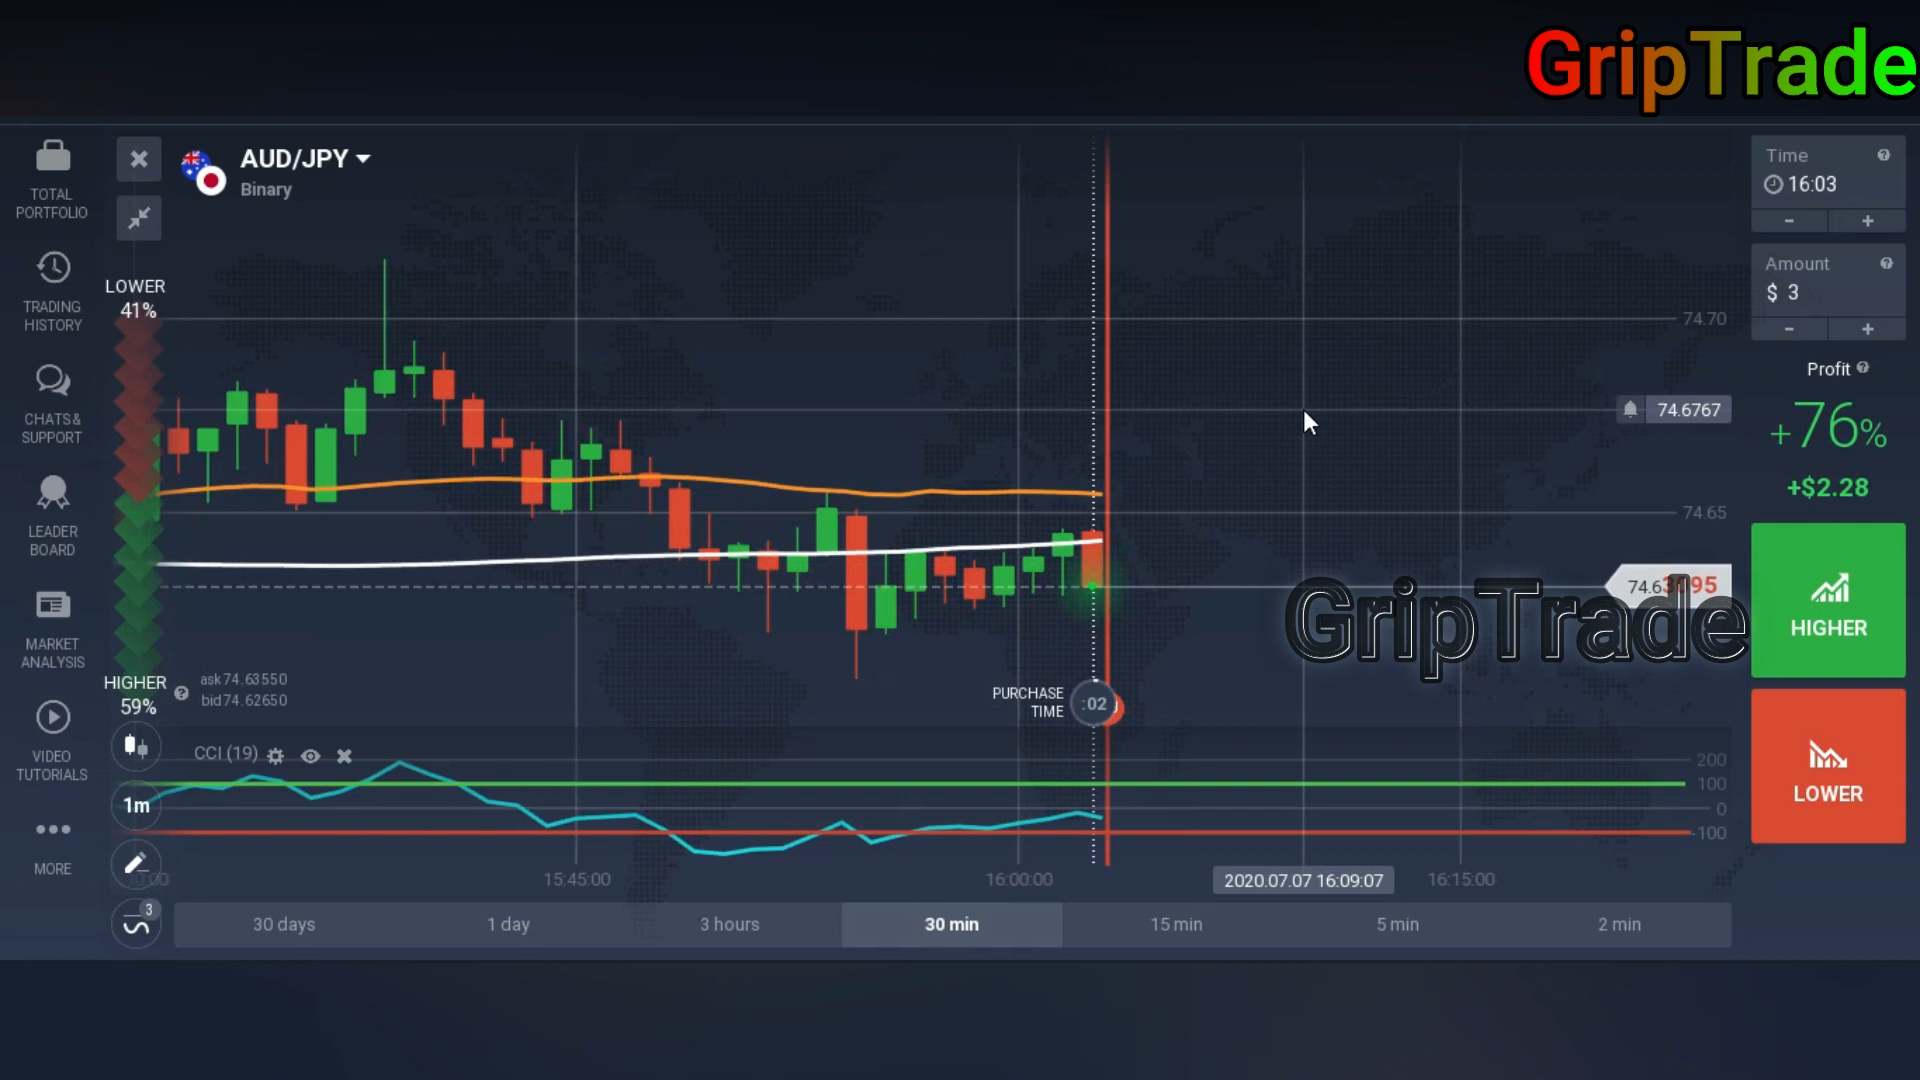 GripTrade
TOTAL
PORTFOLIO
TRADING
HISTORY
CHATS &
SUPPORT
LEADER
BOARD
MARKET
ANALYSIS
VIDEO
TUTORIALS
MORE
AUD/JPY
Binary
LOWER
41%
HIGHER
59%
ask 74.63550
bid 74.62650
PURCHASE
TIME
:02
CCI (19)
1m
3
74.70
74.6767
74.65
GripTrade
200
100
0
-100
15:45:00
16:00:00
2020.07.07 16:09:07
16:15:00
30 days
1 day
3 hours
30 min
15 min
5 min
2 min
Time
16:03
- +
Amount
$ 3
- +
Profit
+76%
+$2.28
HIGHER
LOWER